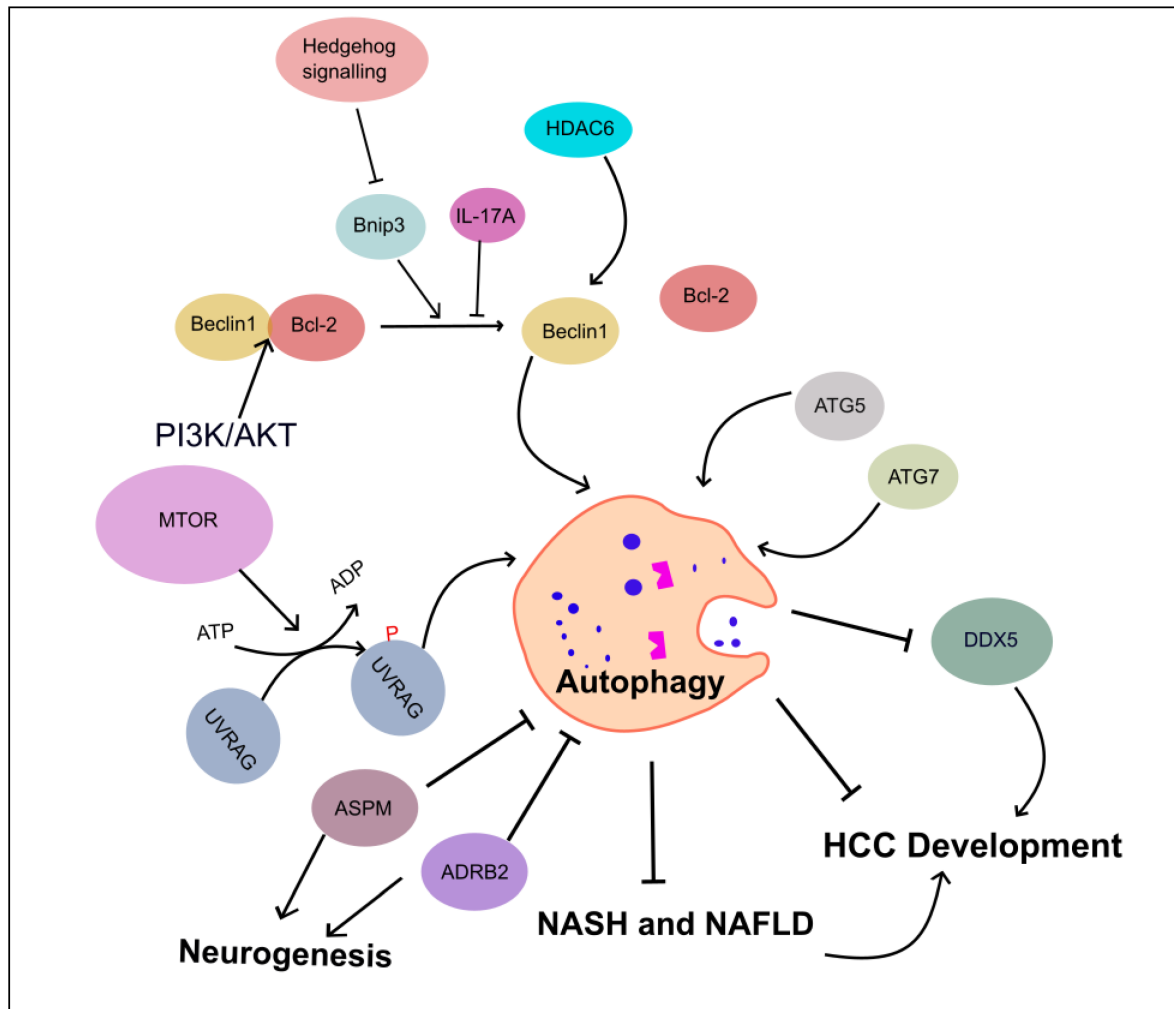 Hedgehog
signalling
HDAC6
Bnip3
IL-17A
Bcl-2
Beclin1
Bcl-2
Beclin1
ATG5
PI3K/AKT
ATG7
MTOR
ADP
ATP
P
UVRAG
UVRAG
DDX5
Autophagy
ASPM
ADRB2
HCC Development
NASH and NAFLD
Neurogenesis